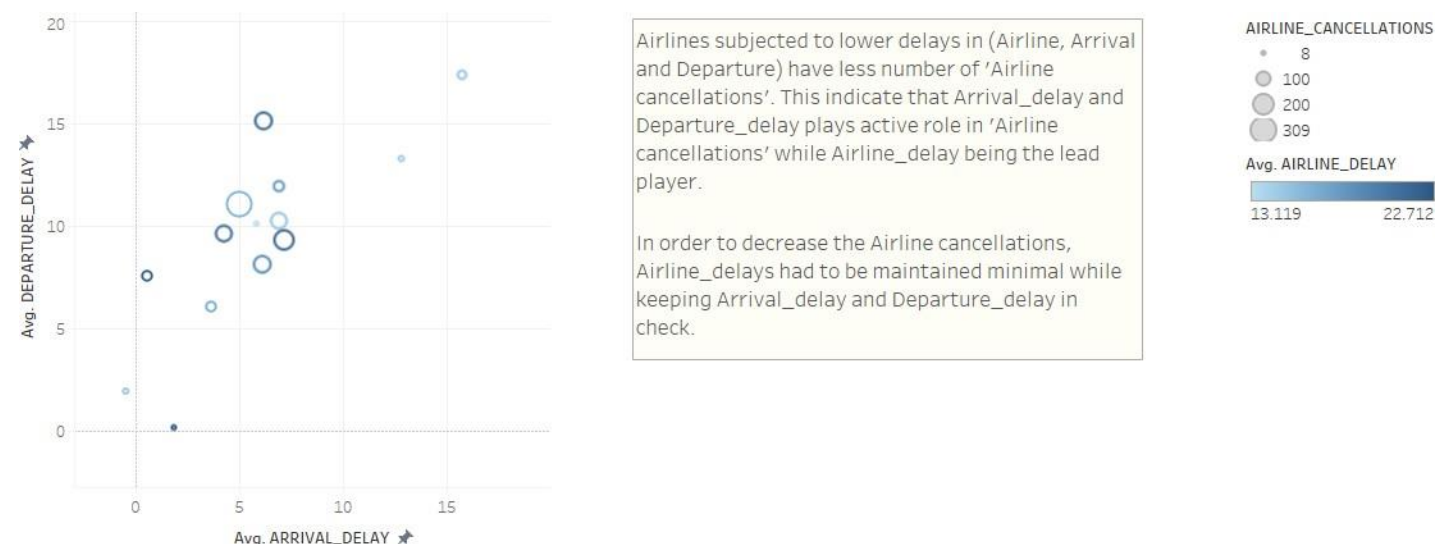 20
15
10
5
0
Avg. DEPARTURE_DELAY
0
5
10
15
Avg. ARRIVAL_DELAY
Airlines subjected to lower delays in (Airline, Arrival
and Departure) have less number of 'Airline
cancellations'. This indicate that Arrival_delay and
Departure_delay plays active role in 'Airline
cancellations' while Airline_delay being the lead
player.
In order to decrease the Airline cancellations,
Airline_delays had to be maintained minimal while
keeping Arrival_delay and Departure_delay in
check.
AIRLINE_CANCELLATIONS
8
100
200
309
Avg. AIRLINE_DELAY
13.119 22.712